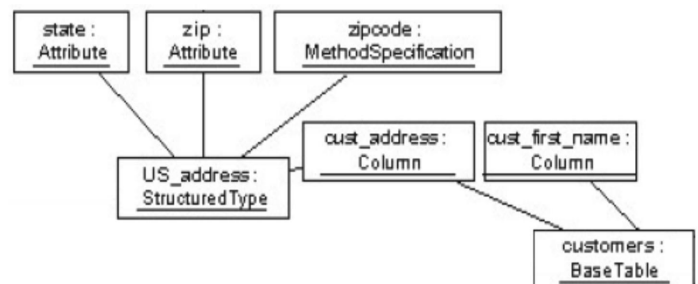 state :
Attribute
zip :
Attribute
zipcode :
MethodSpecification
cust_address:
Column
cust_first_name :
Column
US_address :
StructuredType
customers :
BaseTable